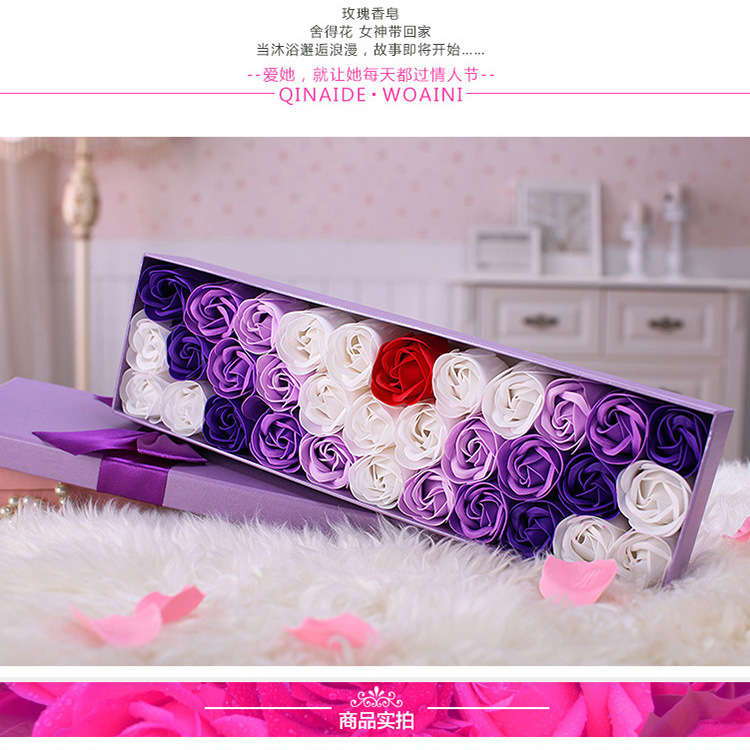 玫瑰香皂
舍得花 女神带回家
当沐浴邂逅浪漫，故事即将开始......
--爱她，就让她每天都过情人节--
QINAIDE·WOAINI
商品实拍